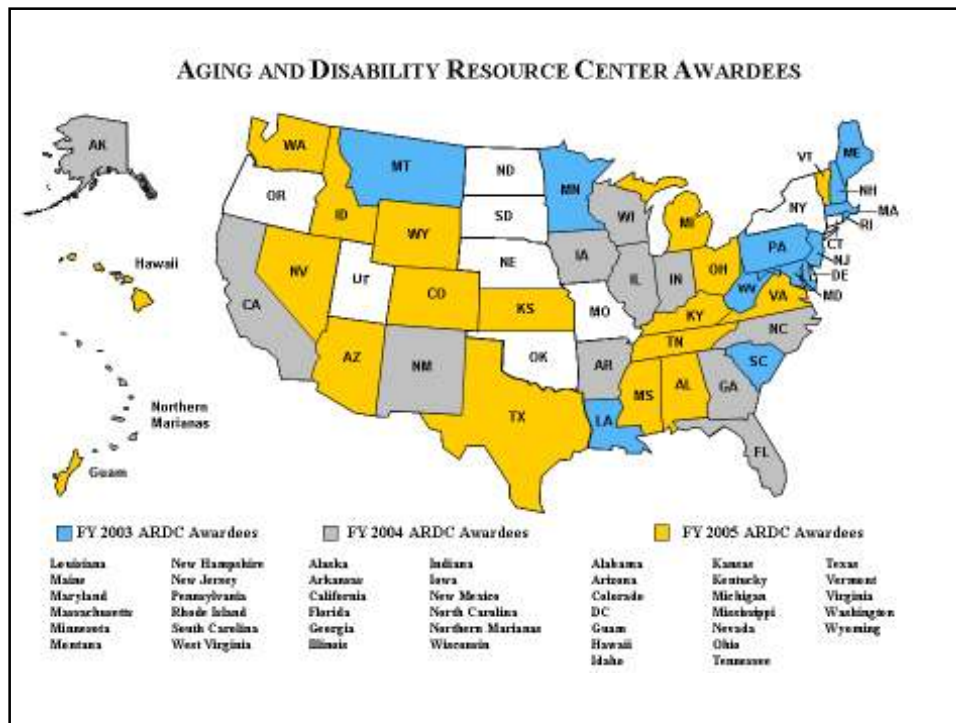 AGING AND DISABILITY RESOURCE CENTER AWARDEES
AK
WA
MT
ND
MN
VT
ME
OR
ID
SD
WI
MI
NY
NH
MA
RI
WY
CT
NV
NE
IA
PA
NJ
Hawaii
UT
CO
IL
IN
OH
DE
WV
MD
CA
KS
MO
KY
VA
AZ
NM
OK
TN
NC
AR
SC
TX
MS
AL
GA
LA
Northern
Marianas
FL
Guam
FY 2003 ARDC Awardees
Louisiana New Hampshire
Maine New Jersey
Maryland Pennsylvania
Massachusetts Rhode Island
Minnesota South Carolina
Montana West Virginia
FY 2004 ARDC Awardees
Alaska Indiana
Arkansas Iowa
California New Mexico
Florida North Carolina
Georgia Northern Marianas
Illinois Wisconsin
FY 2005 ARDC Awardees
Alabama Kansas Texas
Arizona Kentucky Vermont
Colorado Michigan Virginia
DC Mississippi Washington
Guam Nevada Wyoming
Hawaii Ohio
Idaho Tennessee